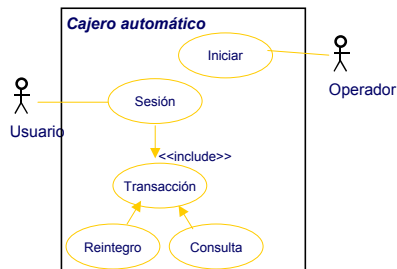 Cajero automático
Iniciar
Operador
Sesión
Usuario
<<include>>
Transacción
Reintegro
Consulta